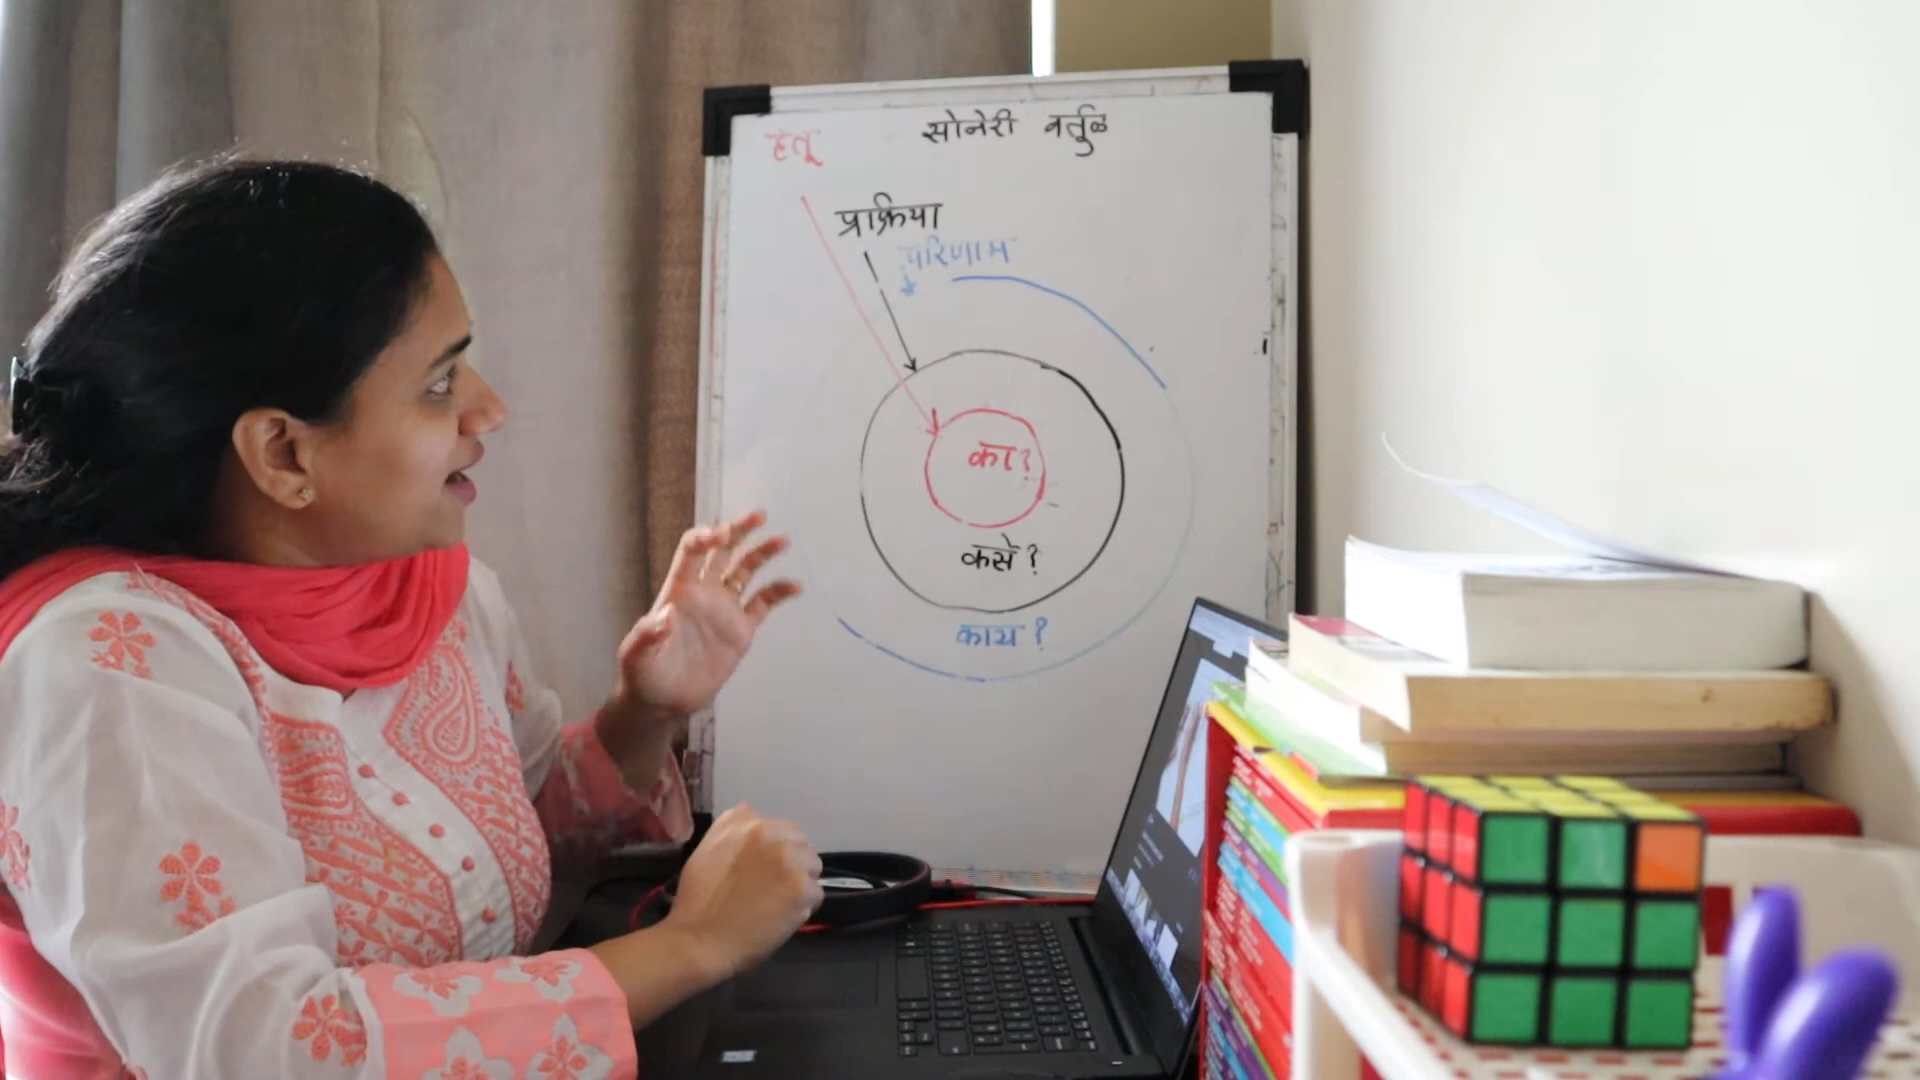 सोनेरी वर्तुळ
हेतू
प्रक्रिया
परिणाम
का?
कसे?
काय?